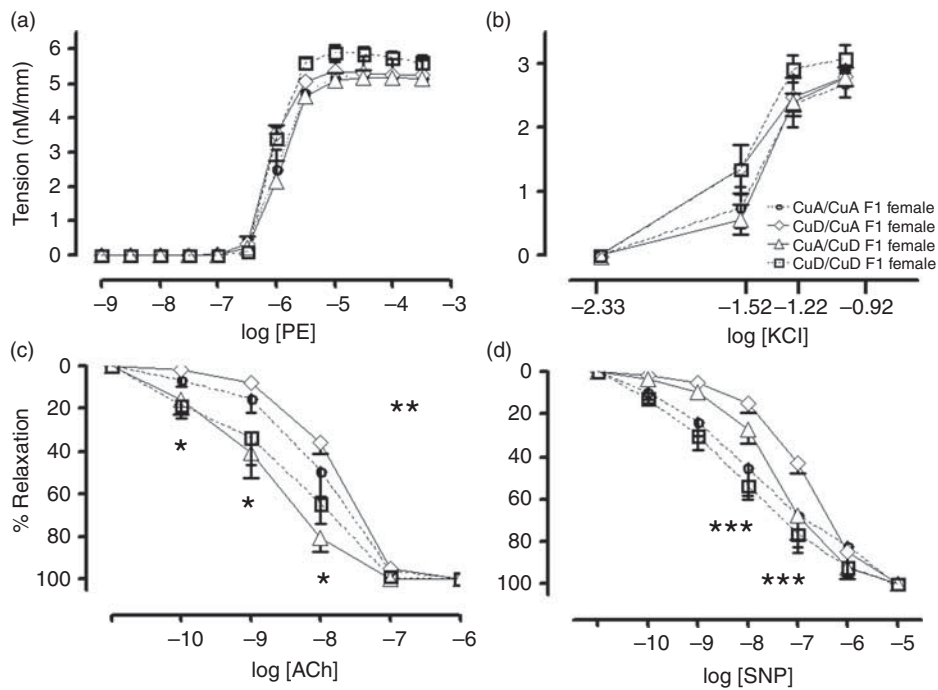 (a)
6
5
4
3
2
1
0
Tension (nM/mm)
–9 –8 –7 –6 –5 –4 –3
log [PE]
(b)
3
2
1
0
CuA/CuA F1 female
CuD/CuA F1 female
CuA/CuD F1 female
CuD/CuD F1 female
–2.33 –1.52 –1.22 –0.92
log [KCl]
(c)
0
20
40
60
80
100
% Relaxation
**
*
*
*
–10 –9 –8 –7 –6
log [ACh]
(d)
0
20
40
60
80
100
***
***
–10 –9 –8 –7 –6 –5
log [SNP]